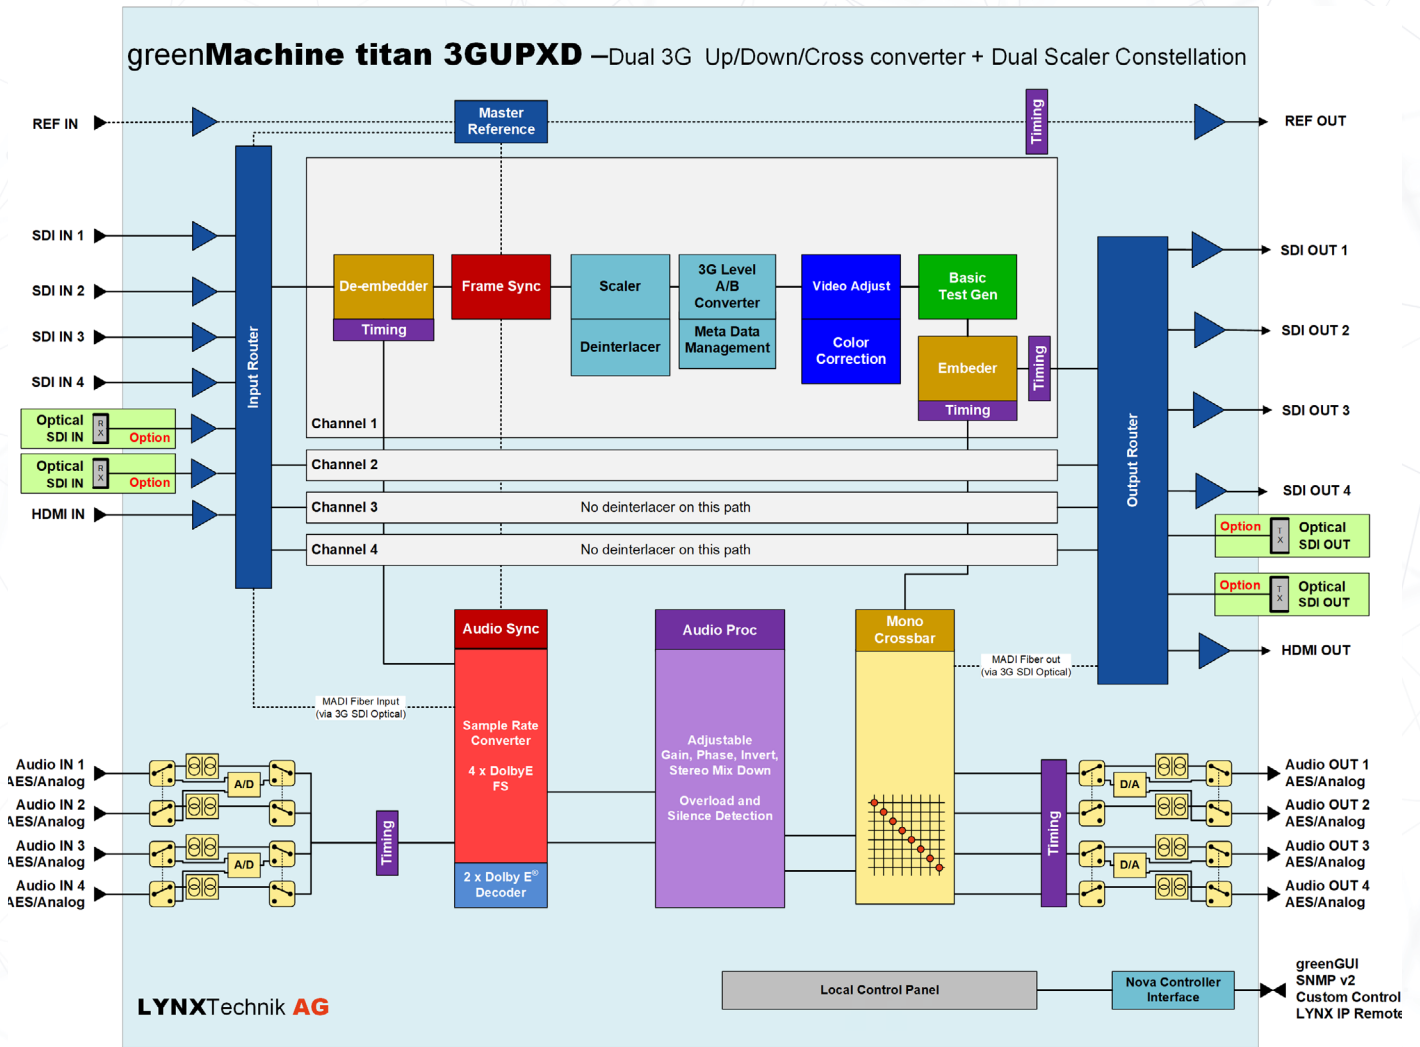 greenMachine titan 3GUPXD –Dual 3G Up/Down/Cross converter + Dual Scaler Constellation
REF IN
Master
Reference
Timing
REF OUT
SDI IN 1
SDI IN 2
SDI IN 3
SDI IN 4
Optical
SDI IN
RX
Option
Optical
SDI IN
RX
Option
HDMI IN
Input Router
De-embedder
Timing
Frame Sync
Scaler
Deinterlacer
3G Level
A/B
Converter
Meta Data
Management
Video Adjust
Color
Correction
Basic
Test Gen
Embeder
Timing
Timing
Channel 1
Channel 2
Channel 3
No deinterlacer on this path
Channel 4
No deinterlacer on this path
Output Router
SDI OUT 1
SDI OUT 2
SDI OUT 3
SDI OUT 4
Option
TX
Optical
SDI OUT
Option
TX
Optical
SDI OUT
HDMI OUT
MADI Fiber Input
(via 3G SDI Optical)
Audio Sync
Sample Rate
Converter
4 x DolbyE
FS
2 x Dolby E®
Decoder
Audio Proc
Adjustable
Gain, Phase, Invert,
Stereo Mix Down
Overload and
Silence Detection
Mono
Crossbar
MADI Fiber out
(via 3G SDI Optical)
Audio IN 1
AES/Analog
Audio IN 2
AES/Analog
Audio IN 3
AES/Analog
Audio IN 4
AES/Analog
A/D
A/D
Timing
Timing
D/A
D/A
Audio OUT 1
AES/Analog
Audio OUT 2
AES/Analog
Audio OUT 3
AES/Analog
Audio OUT 4
AES/Analog
Local Control Panel
Nova Controller
Interface
greenGUI
SNMP v2
Custom Control
LYNX IP Remote
LYNXTechnik AG